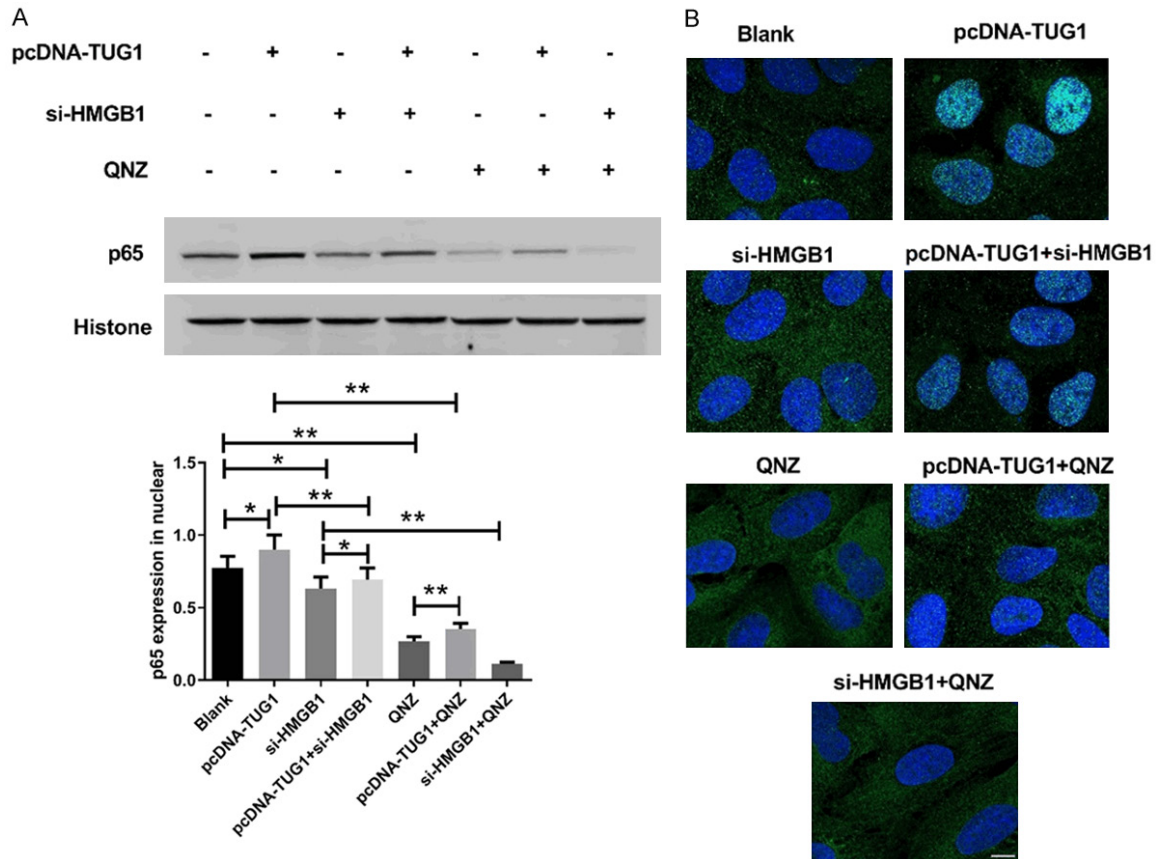 A
pcDNA-TUG1 - + - + - + -
si-HMGB1 - - + + - - +
QNZ - - - - + + +
p65
Histone
**
**
*
* **
**
*
**
p65 expression in nuclear
1.5
1.0
0.5
0.0
Blank
pcDNA-TUG1
si-HMGB1
pcDNA-TUG1+si-HMGB1
QNZ
pcDNA-TUG1+QNZ
si-HMGB1+QNZ
B
Blank pcDNA-TUG1
si-HMGB1 pcDNA-TUG1+si-HMGB1
QNZ pcDNA-TUG1+QNZ
si-HMGB1+QNZ